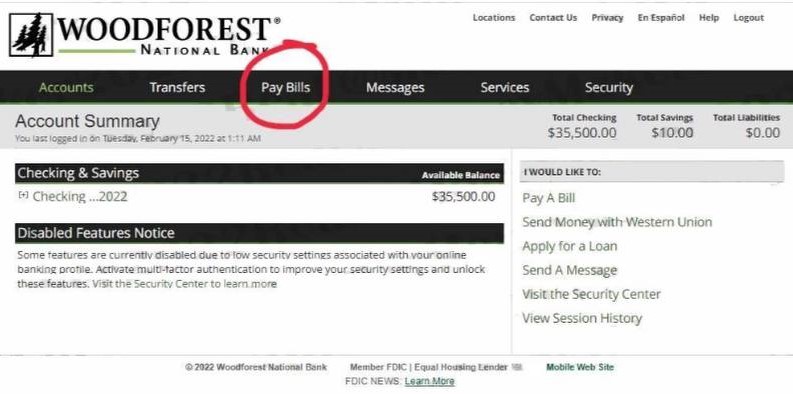 Locations Contact Us Privacy En Español Help Logout
WOODFOREST®
NATIONAL BANK
Accounts Transfers Pay Bills Messages Services Security
Account Summary
You last logged in on Tuesday, February 15, 2022 at 1:11 AM
Total Checking Total Savings Total Liabilities
$35,500.00 $10.00 $0.00
Checking & Savings Available Balance
[+] Checking ...2022 $35,500.00
Disabled Features Notice
Some features are currently disabled due to low security settings associated with your online
banking profile. Activate multi-factor authentication to improve your security settings and unlock
these features. Visit the Security Center to learn more
I WOULD LIKE TO:
Pay A Bill
Send Money with Western Union
Apply for a Loan
Send A Message
Visit the Security Center
View Session History
© 2022 Woodforest National Bank Member FDIC | Equal Housing Lender Mobile Web Site
FDIC NEWS: Learn More